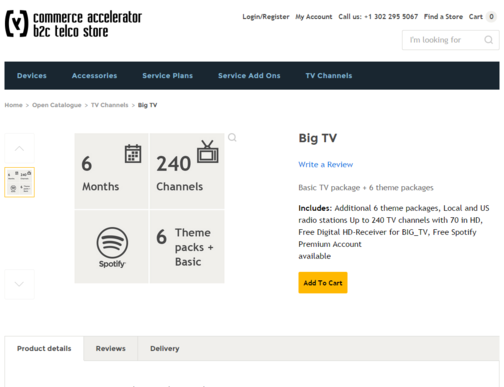 commerce accelerator
b2c telco store
Login/Register My Account Call us: +1 302 295 5067 Find a Store Cart 0
I'm looking for
Devices Accessories Service Plans Service Add Ons TV Channels
Home > Open Catalogue > TV Channels > Big TV
6
Months
240
Channels
Spotify
6 Theme
packs +
Basic
Big TV
Write a Review
Basic TV package + 6 theme packages
Includes: Additional 6 theme packages, Local and US
radio stations Up to 240 TV channels with 70 in HD,
Free Digital HD-Receiver for BIG_TV, Free Spotify
Premium Account
available
Add To Cart
Product details Reviews Delivery